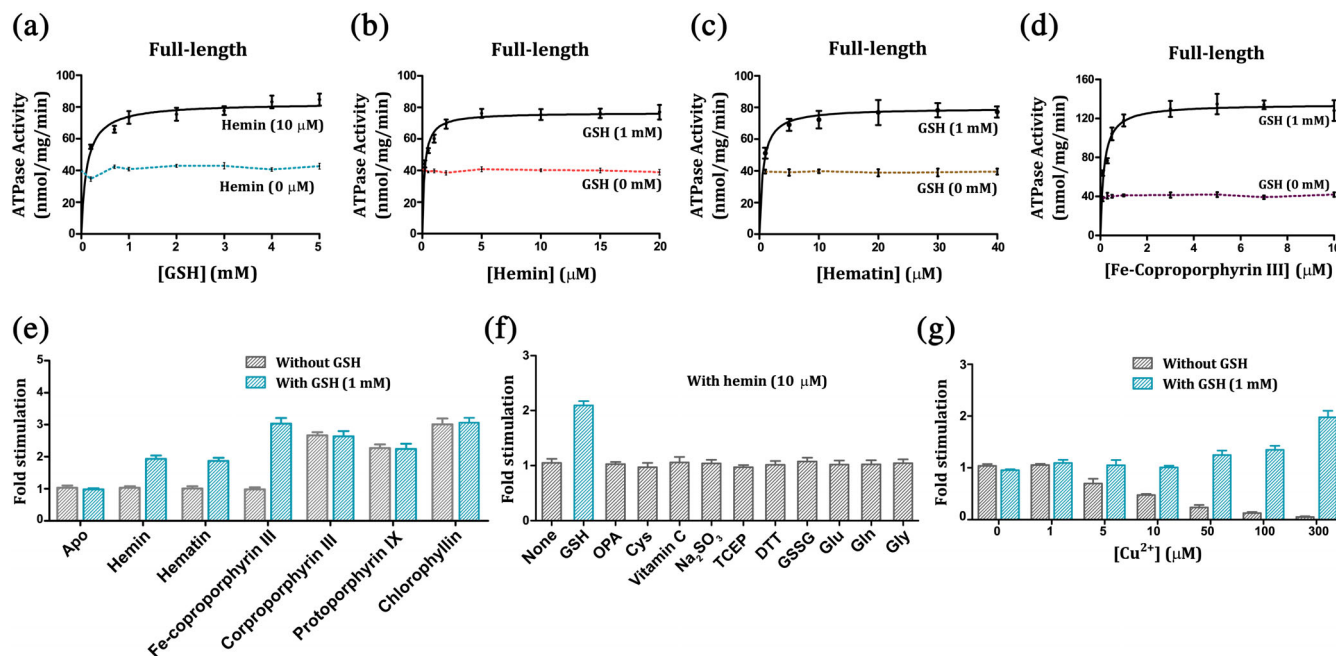 (a)
Full-length
ATPase Activity
(nmol/mg/min)
100
80
60
40
20
0
Hemin (10 μM)
Hemin (0 μM)
0 1 2 3 4 5
[GSH] (mM)
(b)
Full-length
ATPase Activity
(nmol/mg/min)
100
80
60
40
20
0
GSH (1 mM)
GSH (0 mM)
0 5 10 15 20
[Hemin] (μM)
(c)
Full-length
ATPase Activity
(nmol/mg/min)
100
80
60
40
20
0
GSH (1 mM)
GSH (0 mM)
0 10 20 30 40
[Hematin] (μM)
(d)
Full-length
ATPase Activity
(nmol/mg/min)
160
120
80
40
0
GSH (1 mM)
GSH (0 mM)
0 2 4 6 8 10
[Fe-Coproporphyrin III] (μM)
(e)
Fold stimulation
5
4
3
2
1
0
Without GSH
With GSH (1 mM)
Apo
Hemin
Hematin
Fe-coproporphyrin III
Corproporphyrin III
Protoporphyrin IX
Chlorophyllin
(f)
Fold stimulation
3
2
1
0
With hemin (10 μM)
None
GSH
OPA
Cys
Vitamin C
Na₂SO₃
TCEP
DTT
GSSG
Glu
Gln
Gly
(g)
Fold stimulation
3
2
1
0
Without GSH
With GSH (1 mM)
0 1 5 10 50 100 300
[Cu²⁺] (μM)